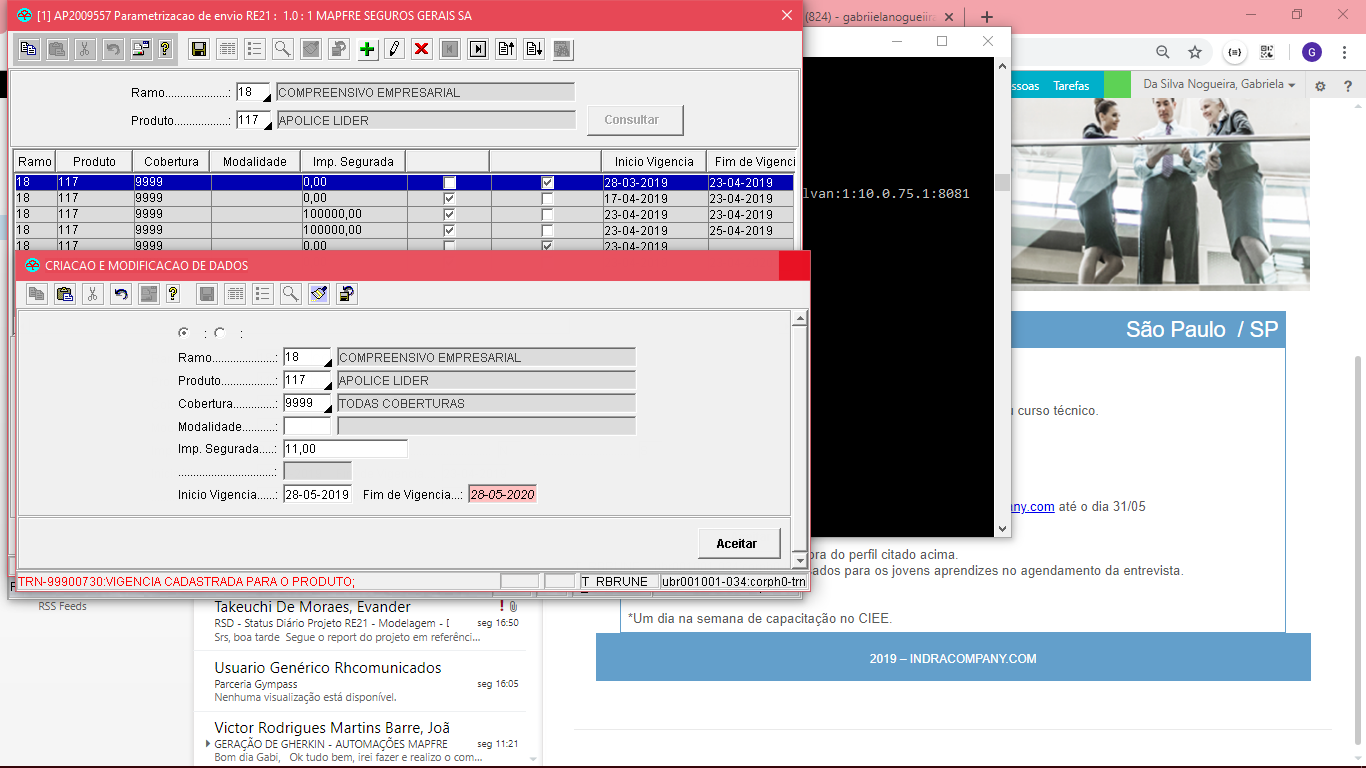 [1] AP2009557 Parametrizacao de envio RE21 : 1.0 : 1 MAPFRE SEGUROS GERAIS SA
(824) - gabriielanogueiira
Ramo...................: 18 COMPREENSIVO EMPRESARIAL
Produto.................: 117 APOLICE LIDER
Consultar
Ramo Produto Cobertura Modalidade Imp. Segurada Inicio Vigencia Fim de Vigenci
18 117 9999 0,00 28-03-2019 23-04-2019
18 117 9999 0,00 17-04-2019 23-04-2019
18 117 9999 100000,00 23-04-2019 23-04-2019
18 117 9999 100000,00 23-04-2019 25-04-2019
18 117 9999 0,00 23-04-2019
CRIACAO E MODIFICACAO DE DADOS
: :
Ramo...................: 18 COMPREENSIVO EMPRESARIAL
Produto.................: 117 APOLICE LIDER
Cobertura.............: 9999 TODAS COBERTURAS
Modalidade...........:
Imp. Segurada.....: 11,00
.............................:
Inicio Vigencia......: 28-05-2019 Fim de Vigencia...: 28-05-2020
Aceitar
TRN-99900730:VIGENCIA CADASTRADA PARA O PRODUTO;
T_RBRUNE
ubr001001-034:corph0-trn
lvan:1:10.0.75.1:8081
G
ssoas Tarefas
Da Silva Nogueira, Gabriela
São Paulo / SP
curso técnico.
ny.com até o dia 31/05
ora do perfil citado acima.
ados para os jovens aprendizes no agendamento da entrevista.
*Um dia na semana de capacitação no CIEE.
2019 – INDRACOMPANY.COM
RSS Feeds
Takeuchi De Moraes, Evander
RSD - Status Diário Projeto RE21 - Modelagem - D seg 16:50
Srs, boa tarde Segue o report do projeto em referênci...
Usuario Genérico Rhcomunicados
Parceria Gympass seg 16:05
Nenhuma visualização está disponível.
Victor Rodrigues Martins Barre, Joã
GERAÇÃO DE GHERKIN - AUTOMAÇÕES MAPFRE seg 11:21
Bom dia Gabi, Ok tudo bem, irei fazer e realizo o com...